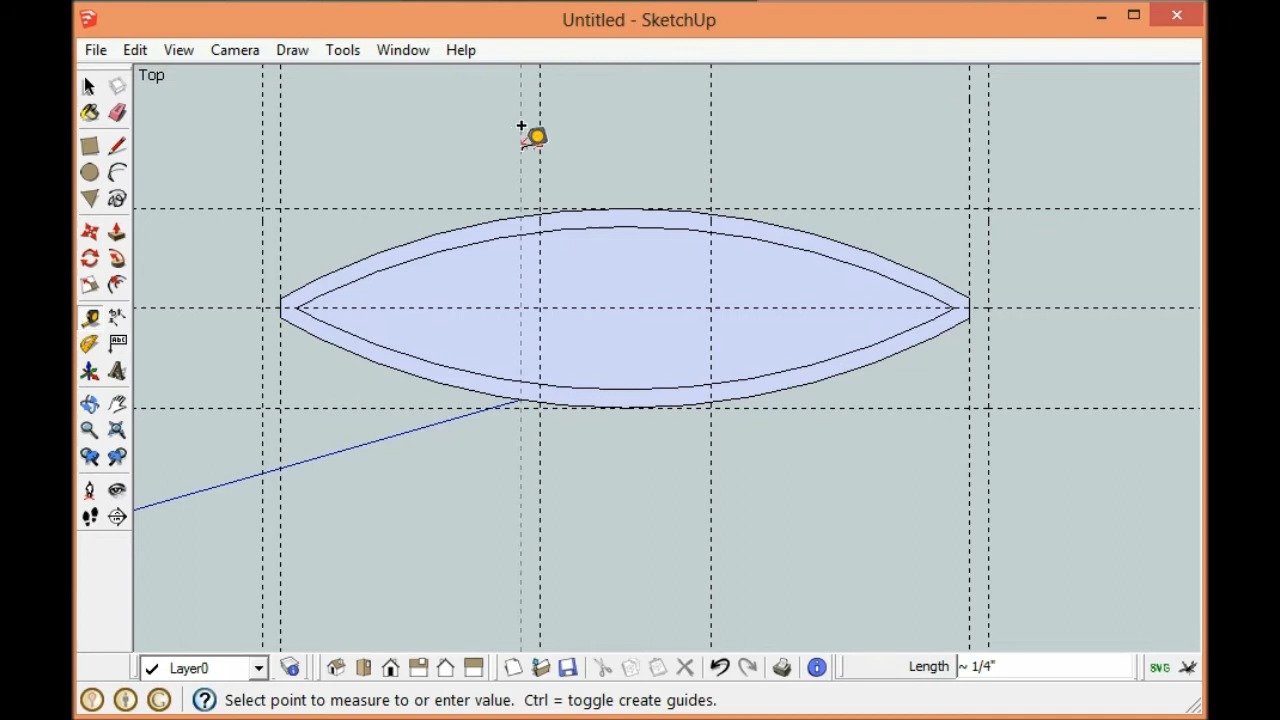 Untitled - SketchUp
File Edit View Camera Draw Tools Window Help
Top
Layer0
Length ~ 1/4"
SVG
Select point to measure to or enter value. Ctrl = toggle create guides.